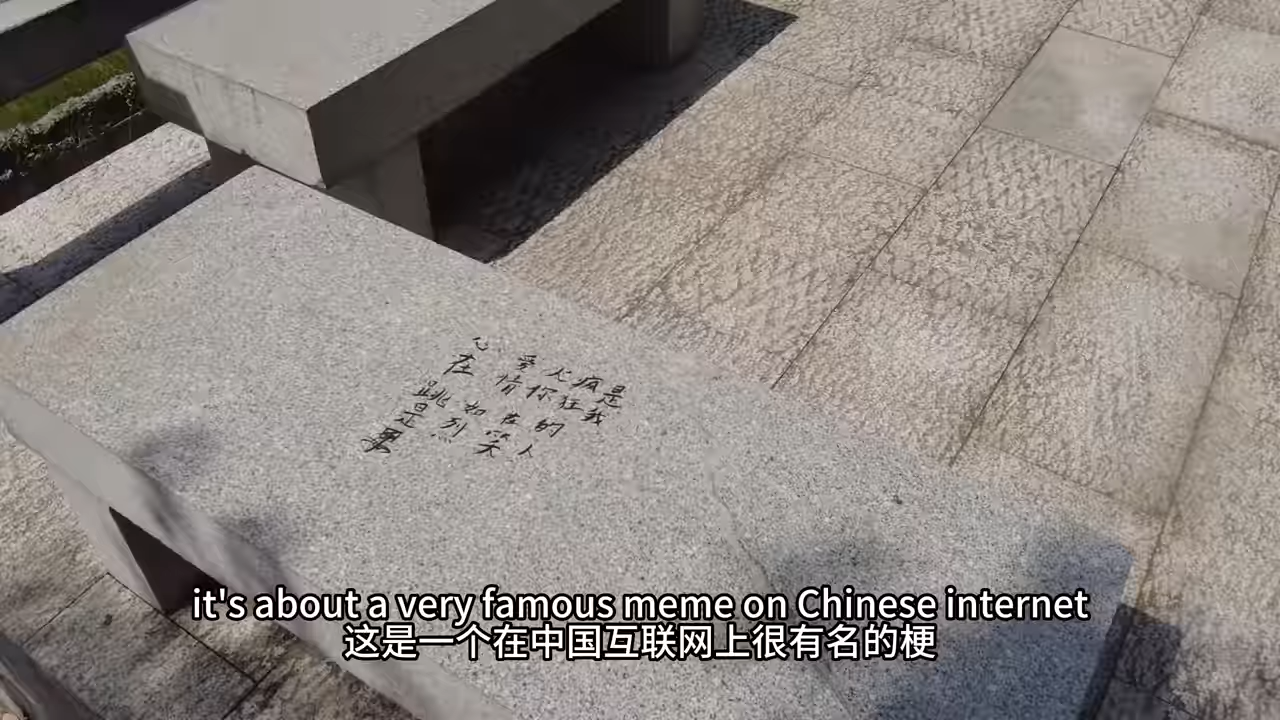 心在跳是
爱情如烈
火你在笑
疯狂的人
是我
it's about a very famous meme on Chinese internet
这是一个在中国互联网上很有名的梗